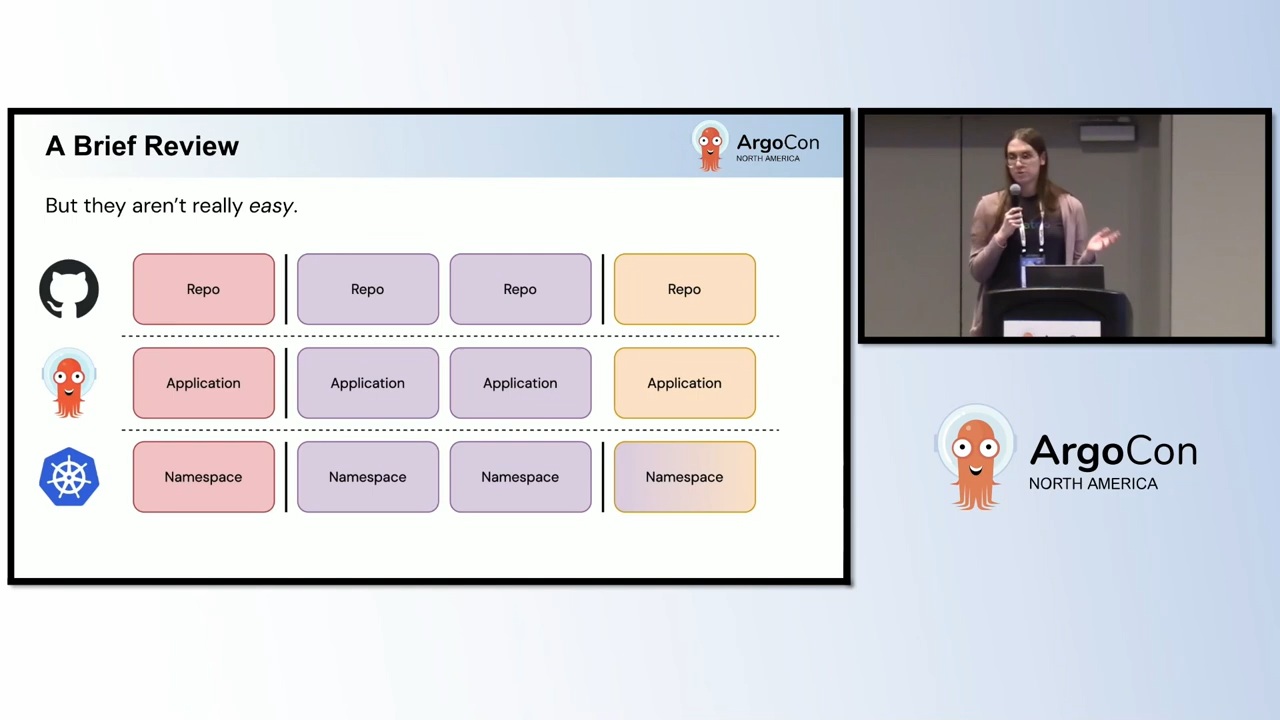 A Brief Review
ArgoCon
NORTH AMERICA
But they aren't really easy.
Repo
Repo
Repo
Repo
Application
Application
Application
Application
Namespace
Namespace
Namespace
Namespace
ArgoCon
NORTH AMERICA